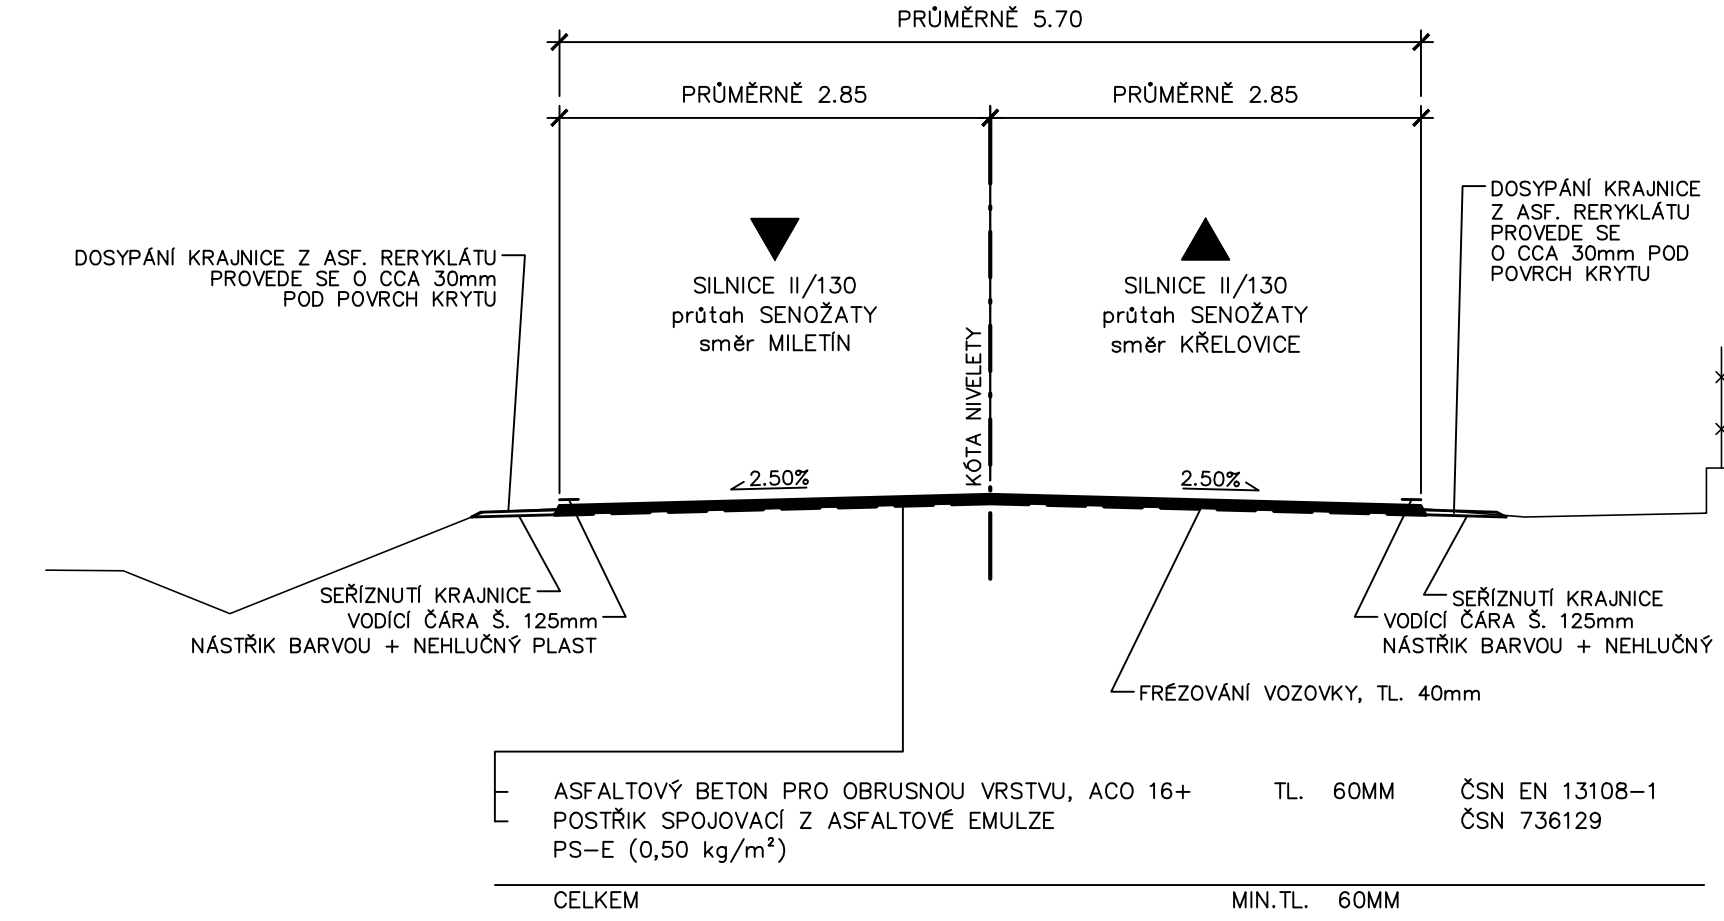 PRŮMĚRNĚ 5.70
PRŮMĚRNĚ 2.85
PRŮMĚRNĚ 2.85
DOSYPÁNÍ KRAJNICE Z ASF. RERYKLÁTU
PROVEDE SE O CCA 30mm
POD POVRCH KRYTU
SILNICE II/130
průtah SENOŽATY
směr MILETÍN
KÓTA NIVELETY
SILNICE II/130
průtah SENOŽATY
směr KŘELOVICE
DOSYPÁNÍ KRAJNICE
Z ASF. RERYKLÁTU
PROVEDE SE
O CCA 30mm POD
POVRCH KRYTU
2.50%
2.50%
SEŘÍZNUTÍ KRAJNICE
VODÍCÍ ČÁRA Š. 125mm
NÁSTŘIK BARVOU + NEHLUČNÝ PLAST
SEŘÍZNUTÍ KRAJNICE
VODÍCÍ ČÁRA Š. 125mm
NÁSTŘIK BARVOU + NEHLUČNÝ
FRÉZOVÁNÍ VOZOVKY, TL. 40mm
ASFALTOVÝ BETON PRO OBRUSNOU VRSTVU, ACO 16+ TL. 60MM ČSN EN 13108-1
POSTŘIK SPOJOVACÍ Z ASFALTOVÉ EMULZE ČSN 736129
PS-E (0,50 kg/m²)
CELKEM MIN.TL. 60MM